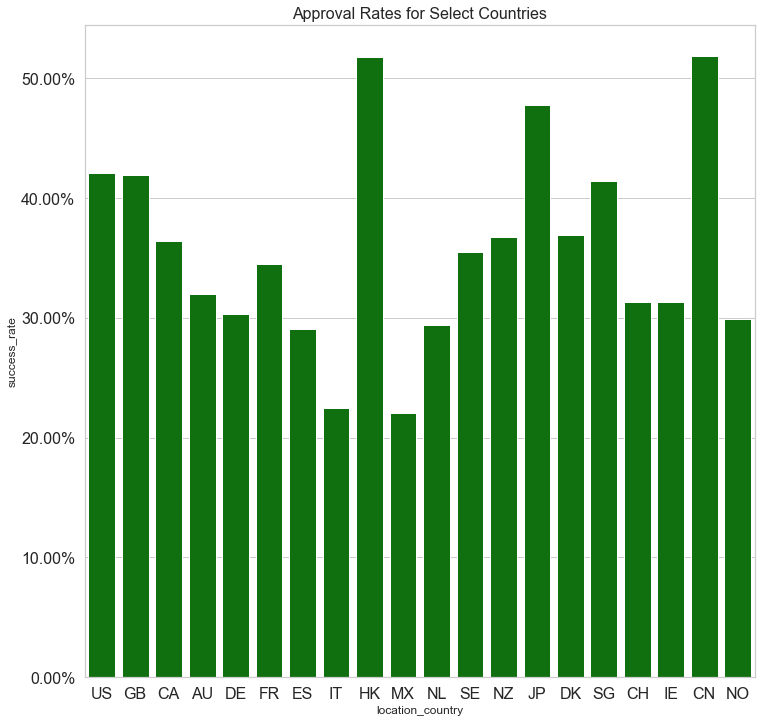 Approval Rates for Select Countries
50.00%
40.00%
30.00%
20.00%
10.00%
0.00%
success_rate
US GB CA AU DE FR ES IT HK MX NL SE NZ JP DK SG CH IE CN NO
location_country